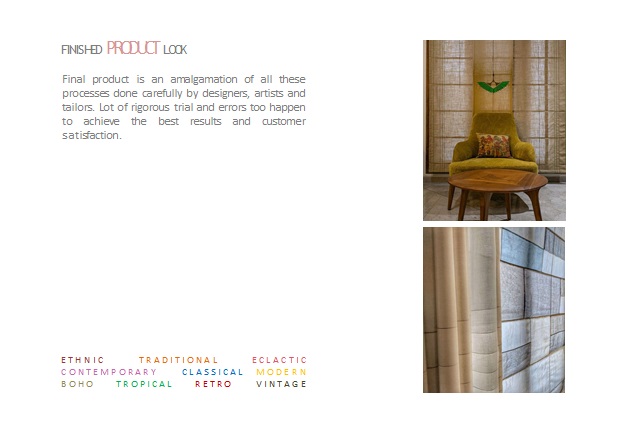 FINISHED PRODUCT LOOK
Final product is an amalgamation of all these
processes done carefully by designers, artists and
tailors. Lot of rigorous trial and errors too happen
to achieve the best results and customer
satisfaction.
ETHNIC TRADITIONAL ECLECTIC
CONTEMPORARY CLASSICAL MODERN
BOHO TROPICAL RETRO VINTAGE